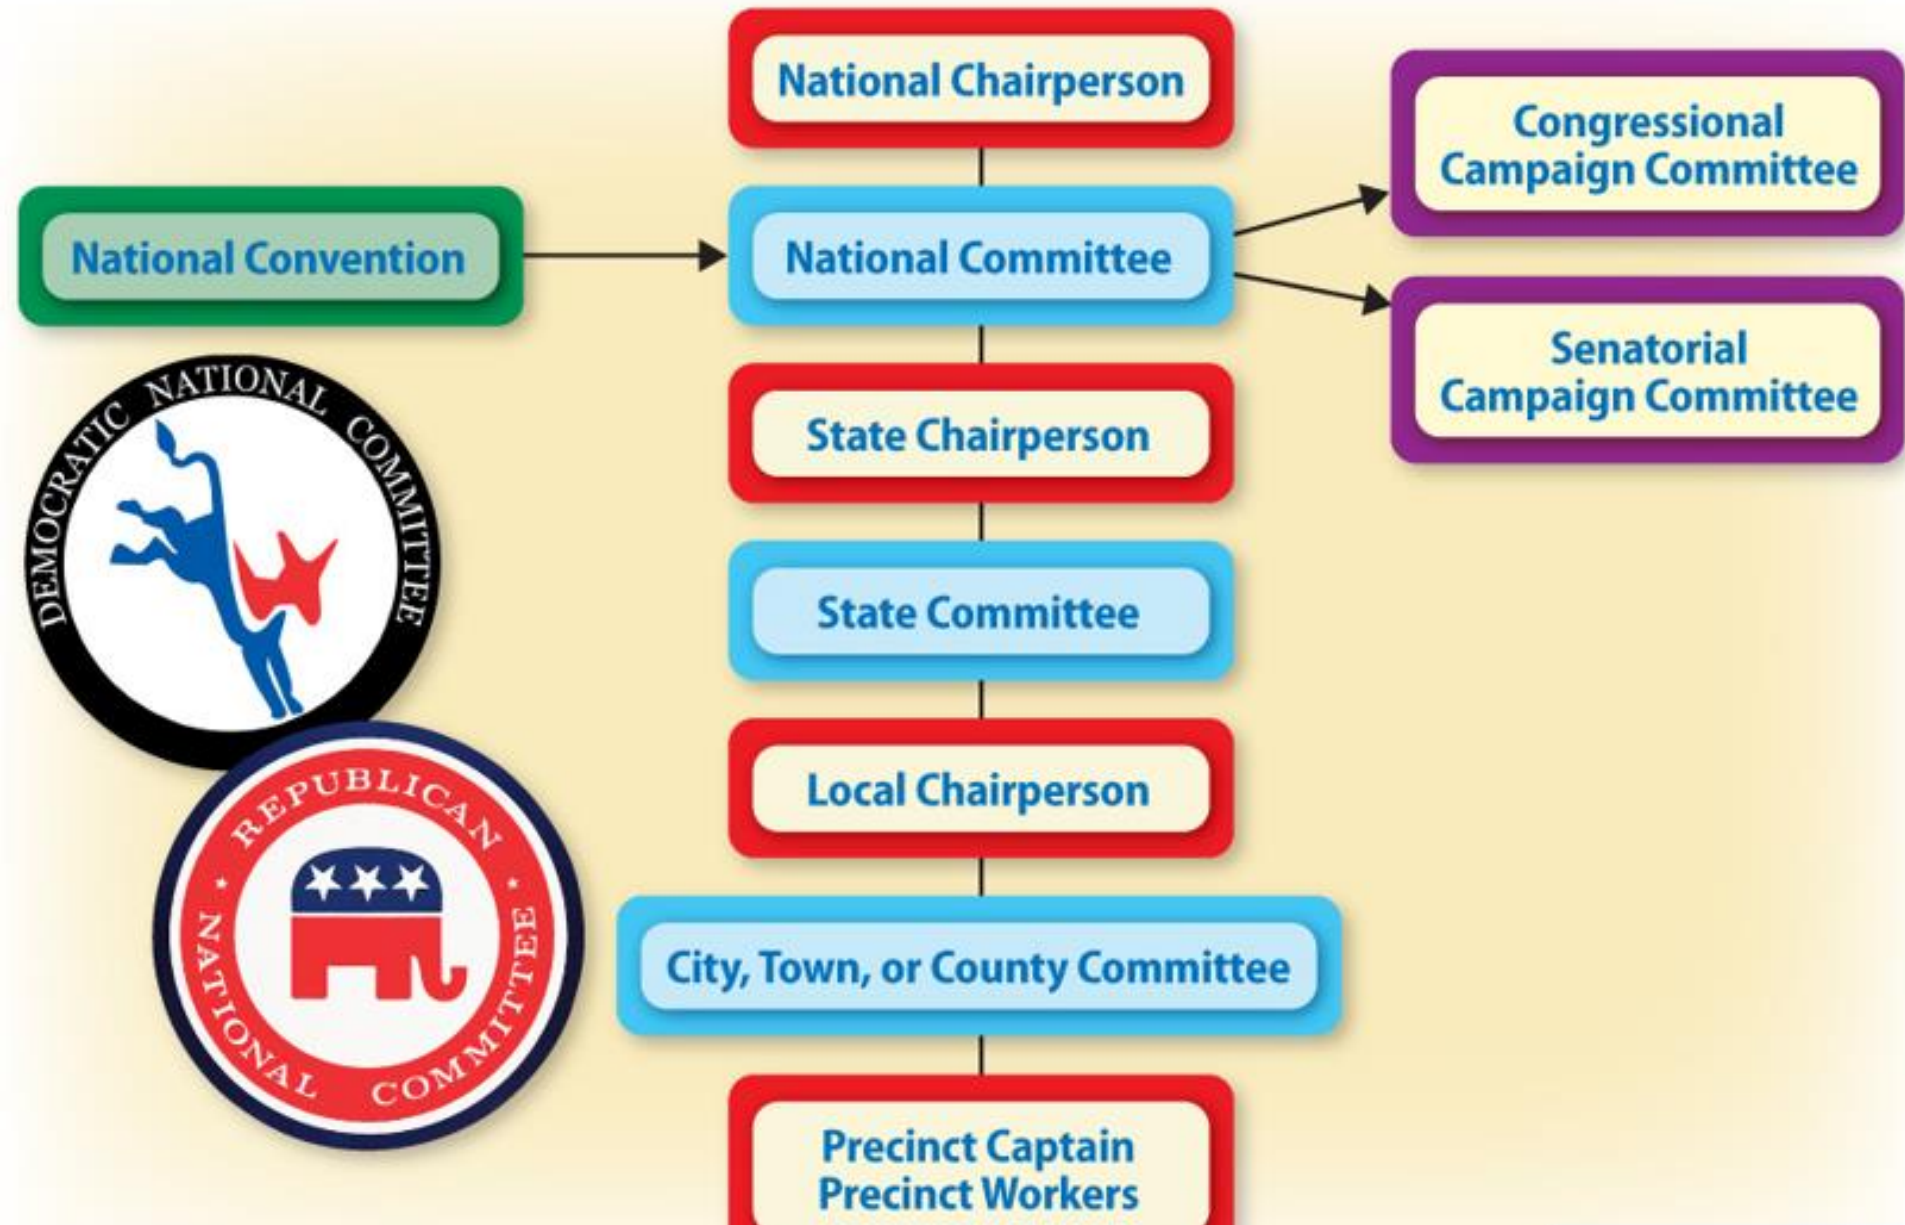 National Chairperson
Congressional
Campaign Committee
National Convention
National Committee
Senatorial
Campaign Committee
State Chairperson
DEMOCRATIC NATIONAL COMMITTEE
State Committee
Local Chairperson
REPUBLICAN
NATIONAL COMMITTEE
City, Town, or County Committee
Precinct Captain
Precinct Workers